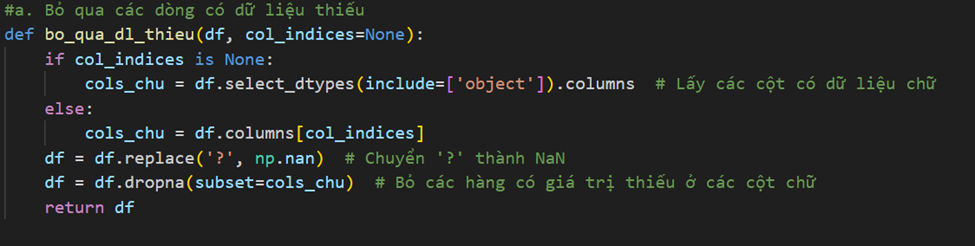 #a. Bỏ qua các dòng có dữ liệu thiếu
def bo_qua_dl_thieu(df, col_indices=None):
    if col_indices is None:
        cols_chu = df.select_dtypes(include=['object']).columns  # Lấy các cột có dữ liệu chữ
    else:
        cols_chu = df.columns[col_indices]
    df = df.replace('?', np.nan)  # Chuyển '?' thành NaN
    df = df.dropna(subset=cols_chu)  # Bỏ các hàng có giá trị thiếu ở các cột chữ
    return df